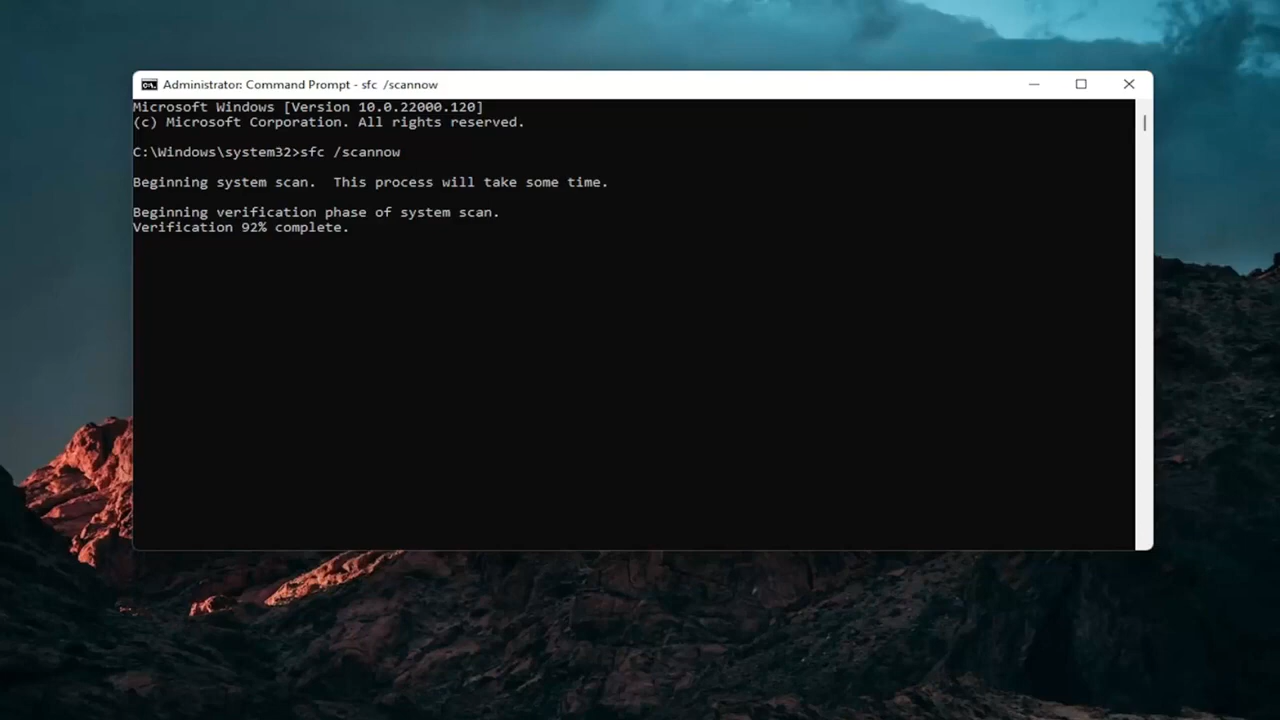 Administrator: Command Prompt - sfc  /scannow
Microsoft Windows [Version 10.0.22000.120]
(c) Microsoft Corporation. All rights reserved.
C:\Windows\system32>sfc /scannow
Beginning system scan.  This process will take some time.
Beginning verification phase of system scan.
Verification 92% complete.